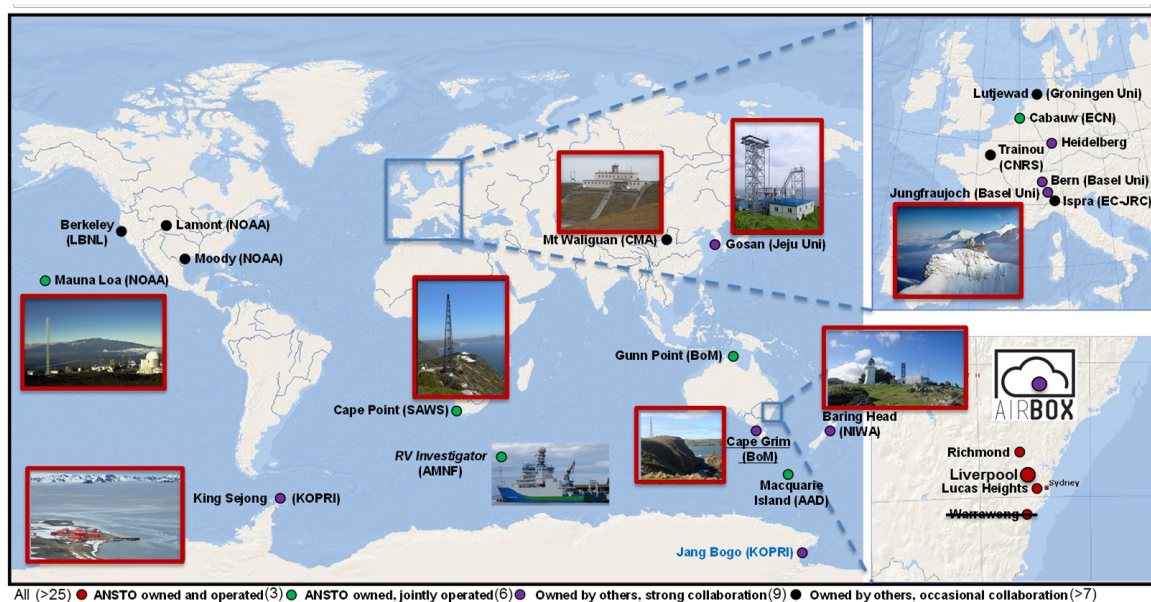 Lutjewad (Groningen Uni)
Cabauw (ECN)
Heidelberg
Trainou
(CNRS)
Bern (Basel Uni)
Jungfraujoch (Basel Uni)
Ispra (EC-JRC)
Berkeley
(LBNL)
Lamont (NOAA)
Moody (NOAA)
Mauna Loa (NOAA)
Mt Waliguan (CMA)
Gosan (Jeju Uni)
Gunn Point (BoM)
Cape Point (SAWS)
RV Investigator
(AMNF)
Cape Grim
(BoM)
Baring Head
(NIWA)
Macquarie
Island (AAD)
King Sejong (KOPRI)
Jang Bogo (KOPRI)
AIRBOX
Richmond
Liverpool
Lucas Heights
Sydney
Warrawong
All (>25) ANSTO owned and operated(3) ANSTO owned, jointly operated(6) Owned by others, strong collaboration(9) Owned by others, occasional collaboration(>7)